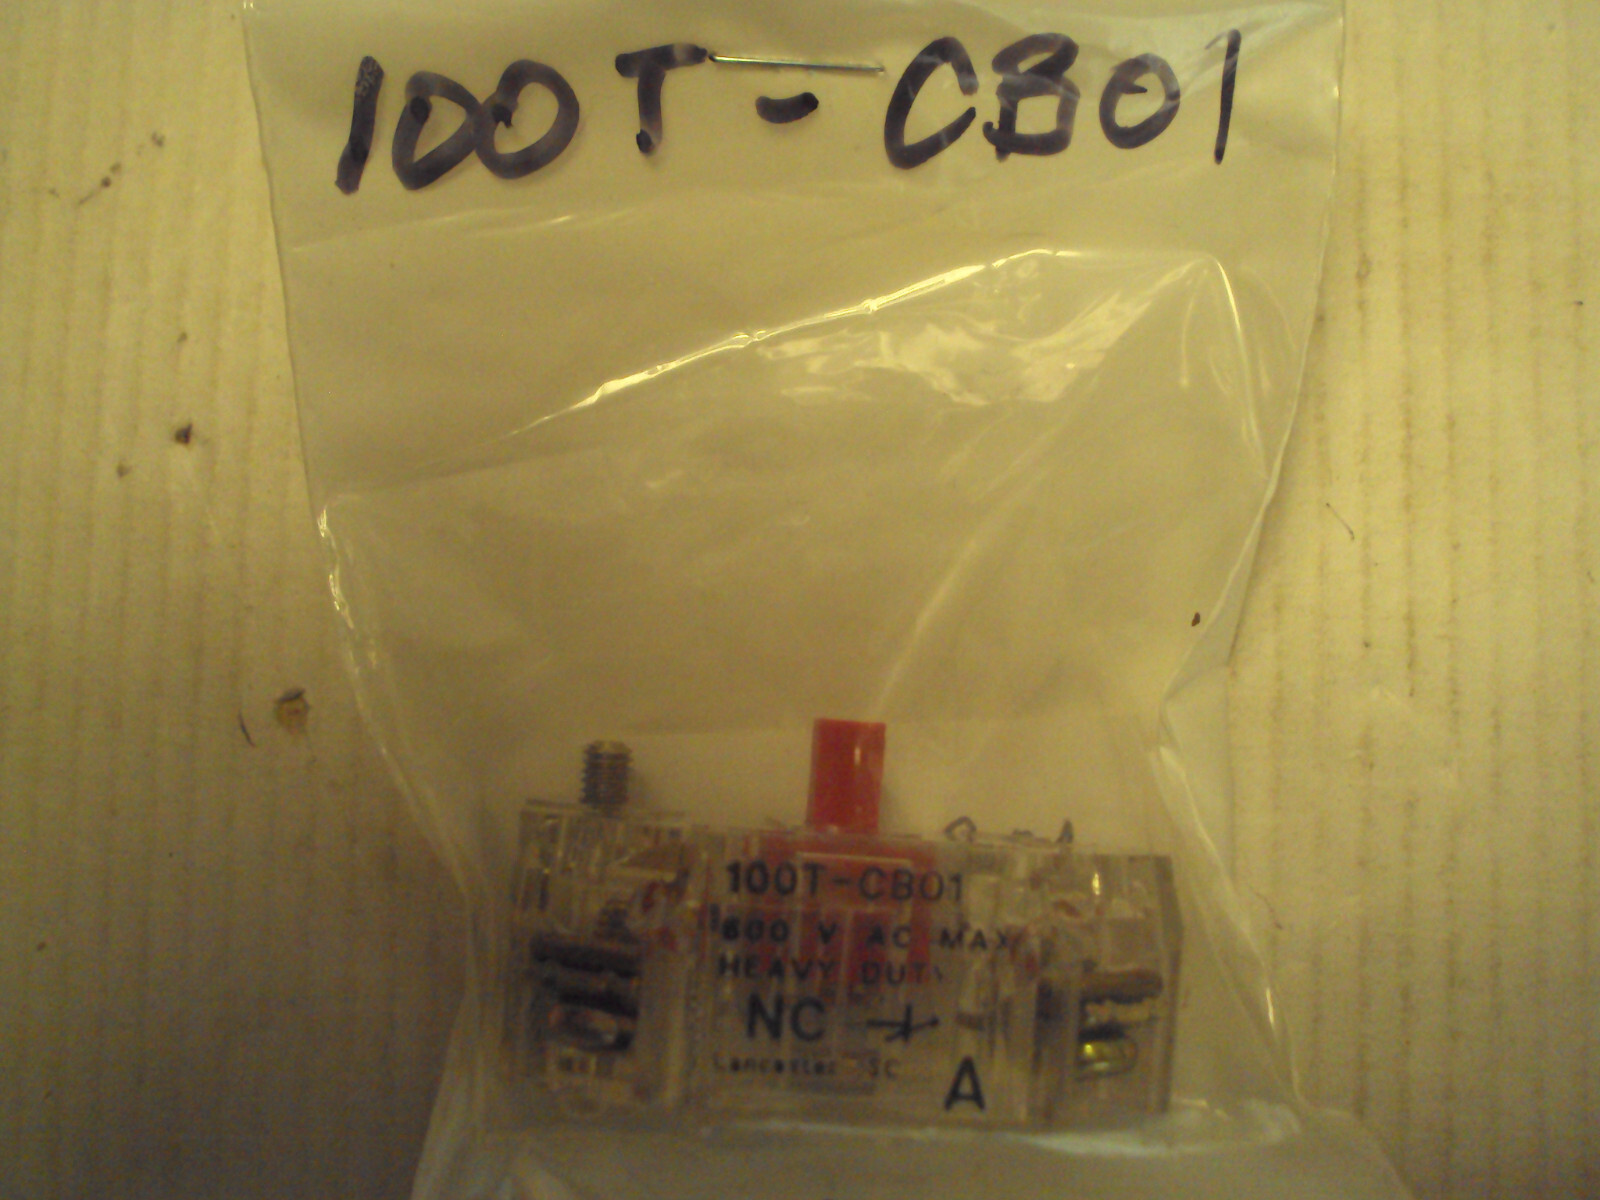 100T-CB01
100T-CB01
600 V AC MAX
HEAVY DUTY
NC
Lancaster SC
A